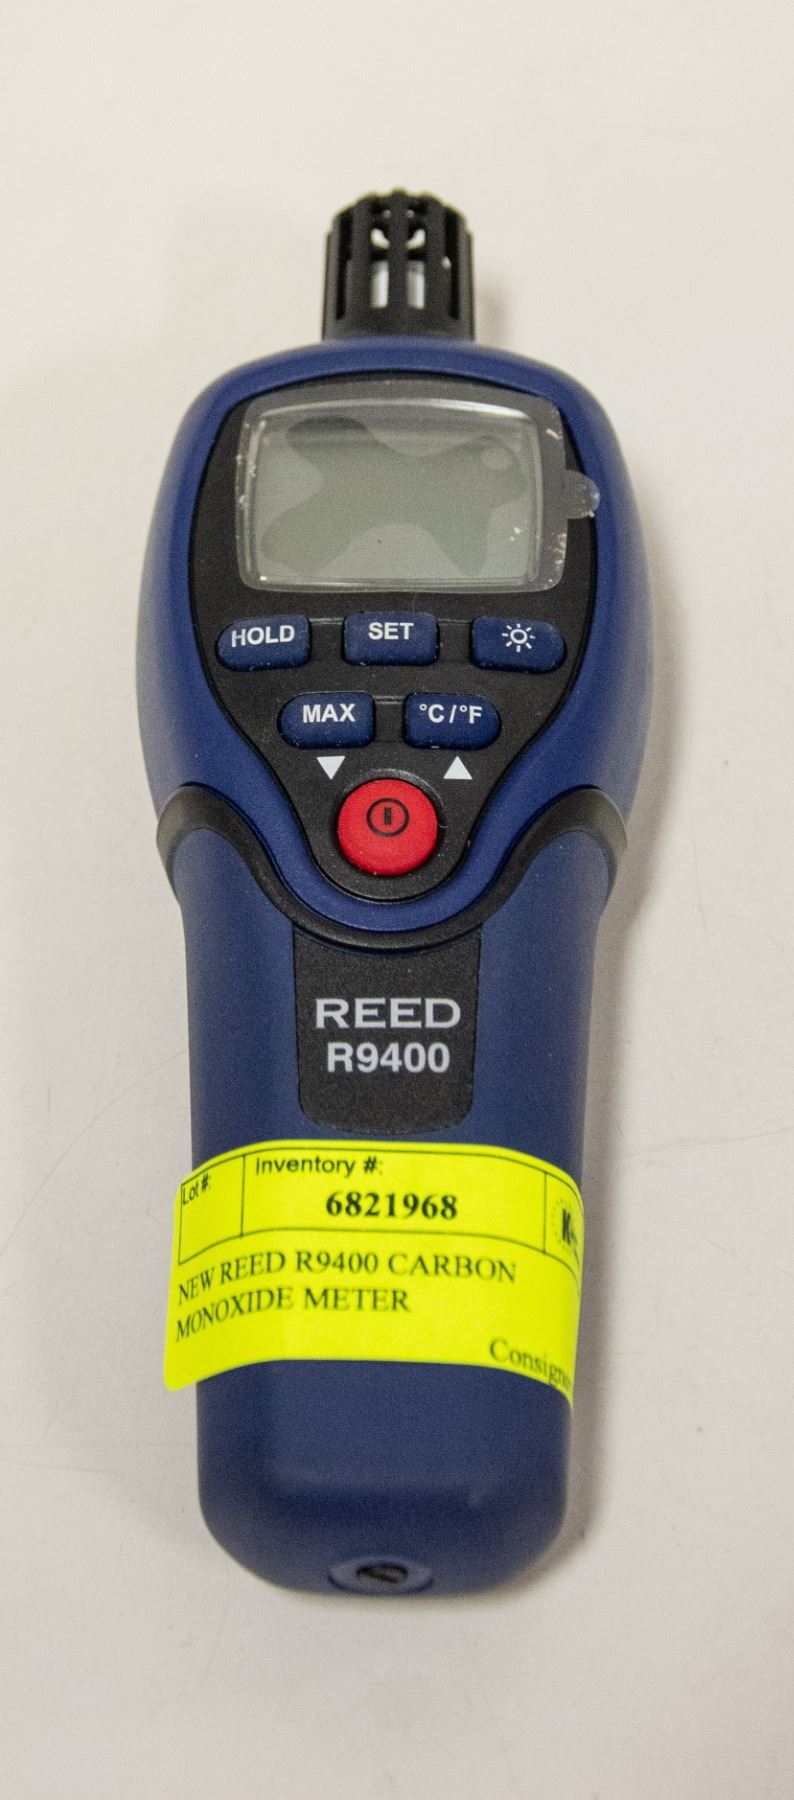 HOLD SET
MAX °C/°F
REED
R9400
Lot #:
Inventory #:
6821968
NEW REED R9400 CARBON
MONOXIDE METER